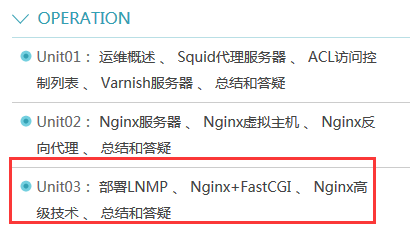 OPERATION
Unit01： 运维概述 、 Squid代理服务器 、 ACL访问控
制列表 、 Varnish服务器 、 总结和答疑
Unit02： Nginx服务器 、 Nginx虚拟主机 、 Nginx反
向代理 、 总结和答疑
Unit03： 部署LNMP 、 Nginx+FastCGI 、 Nginx高
级技术 、 总结和答疑